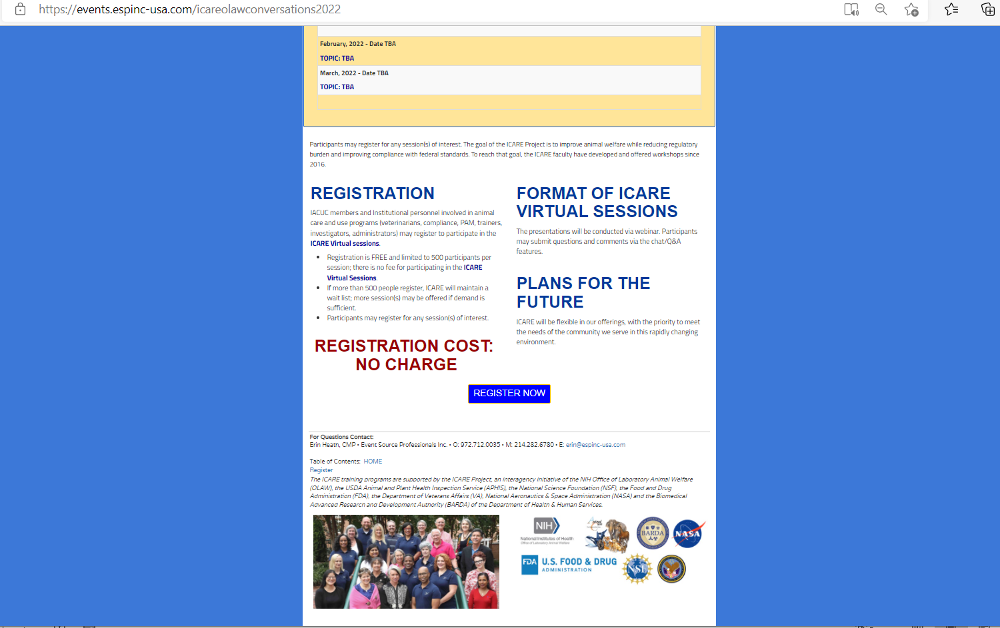 https://events.espinc-usa.com/icareolawconversations2022
February, 2022 - Date TBA
TOPIC: TBA
March, 2022 - Date TBA
TOPIC: TBA
Participants may register for any session(s) of interest. The goal of the ICARE Project is to improve animal welfare while reducing regulatory
burden and improving compliance with federal standards. To reach that goal, the ICARE faculty have developed and offered workshops since
2016.
REGISTRATION
IACUC members and Institutional personnel involved in animal
care and use programs (veterinarians, compliance, PAM, trainers,
investigators, administrators) may register to participate in the
ICARE Virtual sessions.
• Registration is FREE and limited to 500 participants per
session; there is no fee for participating in the ICARE
Virtual Sessions.
• If more than 500 people register, ICARE will maintain a
wait list; more session(s) may be offered if demand is
sufficient.
• Participants may register for any session(s) of interest.
REGISTRATION COST:
NO CHARGE
FORMAT OF ICARE
VIRTUAL SESSIONS
The presentations will be conducted via webinar. Participants
may submit questions and comments via the chat/Q&A
features.
PLANS FOR THE
FUTURE
ICARE will be flexible in our offerings, with the priority to meet
the needs of the community we serve in this rapidly changing
environment.
REGISTER NOW
For Questions Contact:
Erin Heath, CMP • Event Source Professionals Inc. • O: 972.712.0035 • M: 214.282.6780 • E: erin@espinc-usa.com
Table of Contents: HOME
Register
The ICARE training programs are supported by the ICARE Project, an interagency initiative of the NIH Office of Laboratory Animal Welfare
(OLAW), the USDA Animal and Plant Health Inspection Service (APHIS), the National Science Foundation (NSF), the Food and Drug
Administration (FDA), the Department of Veterans Affairs (VA), National Aeronautics & Space Administration (NASA) and the Biomedical
Advanced Research and Development Authority (BARDA) of the Department of Health & Human Services.
NIH
National Institutes of Health
Office of Laboratory Animal Welfare
BARDA
NASA
FDA
U.S. FOOD & DRUG
ADMINISTRATION
NSF